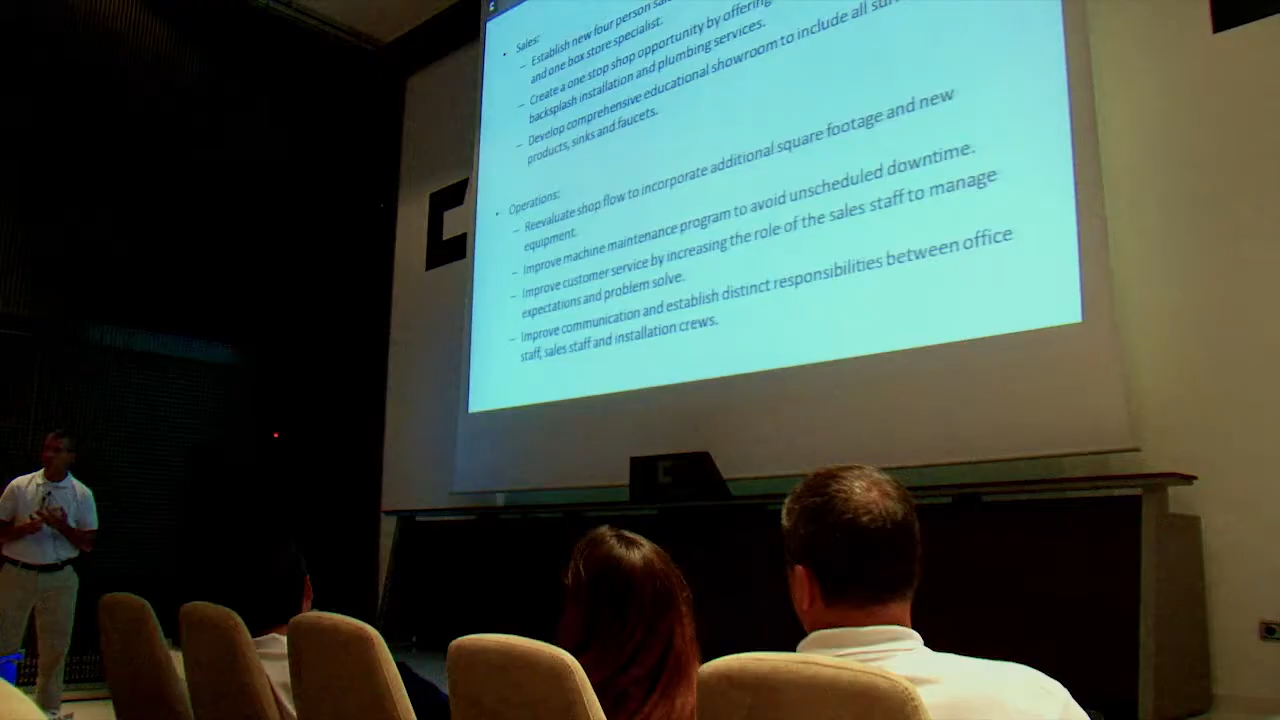 • Sales:
– Establish new four person
and one box store specialist.
– Create a one stop shop opportunity by offering
backsplash installation and plumbing services.
– Develop comprehensive educational showroom to include all
products, sinks and faucets.
• Operations:
– Reevaluate shop flow to incorporate additional square footage and new
equipment.
– Improve machine maintenance program to avoid unscheduled downtime.
– Improve customer service by increasing the role of the sales staff to manage
expectations and problem solve.
– Improve communication and establish distinct responsibilities between office
staff, sales staff and installation crews.